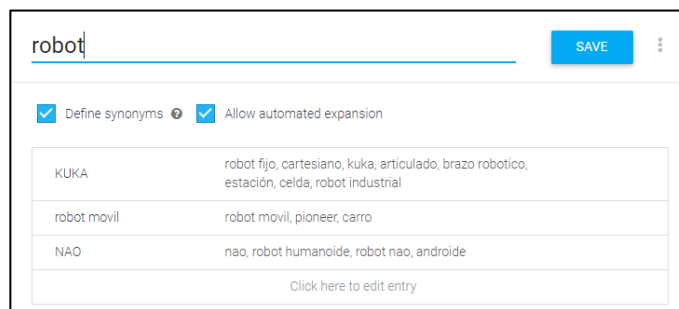 robot
SAVE
Define synonyms
Allow automated expansion
KUKA
robot fijo, cartesiano, kuka, articulado, brazo robotico,
estación, celda, robot industrial
robot movil
robot movil, pioneer, carro
NAO
nao, robot humanoide, robot nao, androide
Click here to edit entry